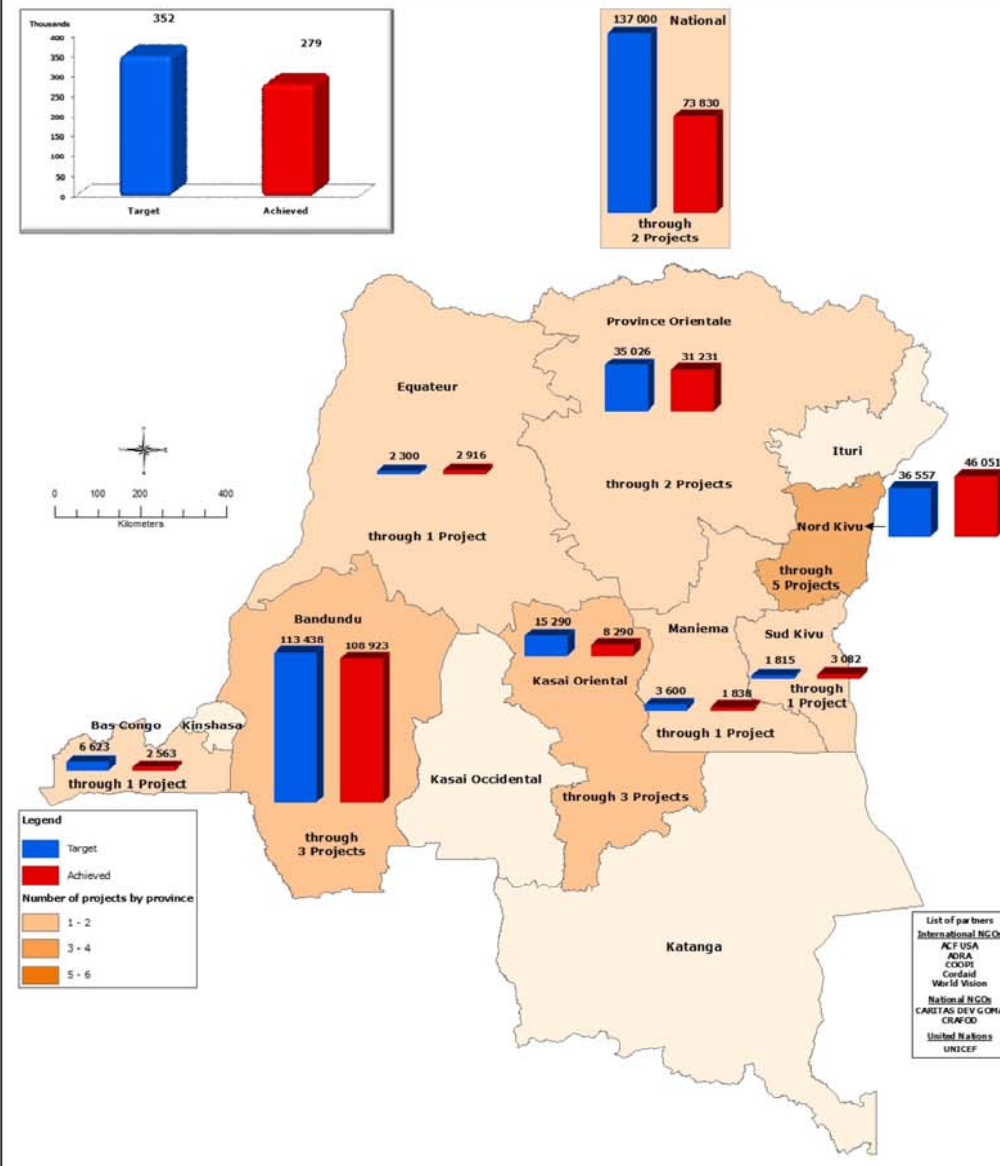 Thousands
352
279
400
350
300
250
200
150
100
50
0
Target
Achieved
137 000
National
73 830
through
2 Projects
Province Orientale
35 026
31 231
through 2 Projects
Equateur
2 300
2 916
through 1 Project
Ituri
36 557
46 051
Nord Kivu
through
5 Projects
0 100 200 400
Kilometers
Bandundu
113 438
108 923
through
3 Projects
15 290
8 290
Kasai Oriental
through 3 Projects
Maniema
3 600
1 838
through 1 Project
Sud Kivu
1 815
3 082
through
1 Project
Bas Congo
Kinshasa
6 623
2 563
through 1 Project
Kasai Occidental
Katanga
Legend
Target
Achieved
Number of projects by province
1 - 2
3 - 4
5 - 6
List of partners
International NGOs
ACF USA
ADRA
COOPI
Cordaid
World Vision
National NGOs
CARITAS DEV GOMA
CRAFOD
United Nations
UNICEF